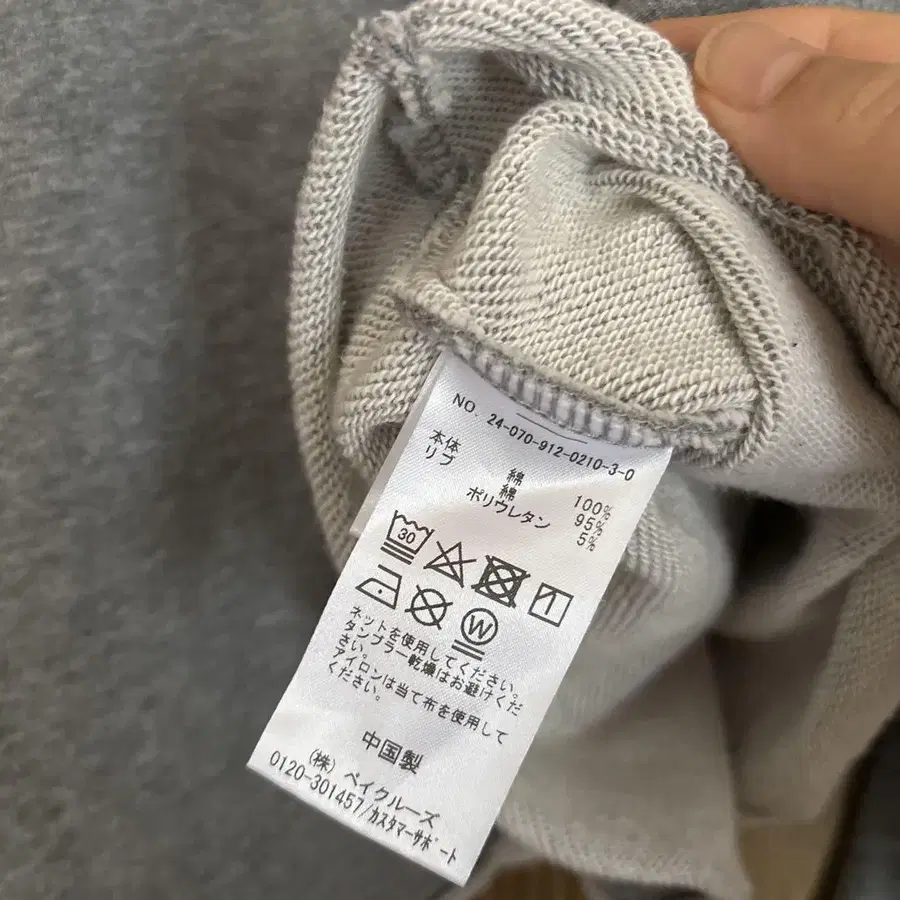 NO. 24-070-912-0210-3-0
本体 綿 100%
リブ 綿 95%
ポリウレタン 5%
30
W
ネットを使用してください。
タンブラー乾燥はお避けくだ
さい。
アイロンは当て布を使用して
ください。
中国製
(株) ベイクルーズ
0120-301457/カスタマーサポート